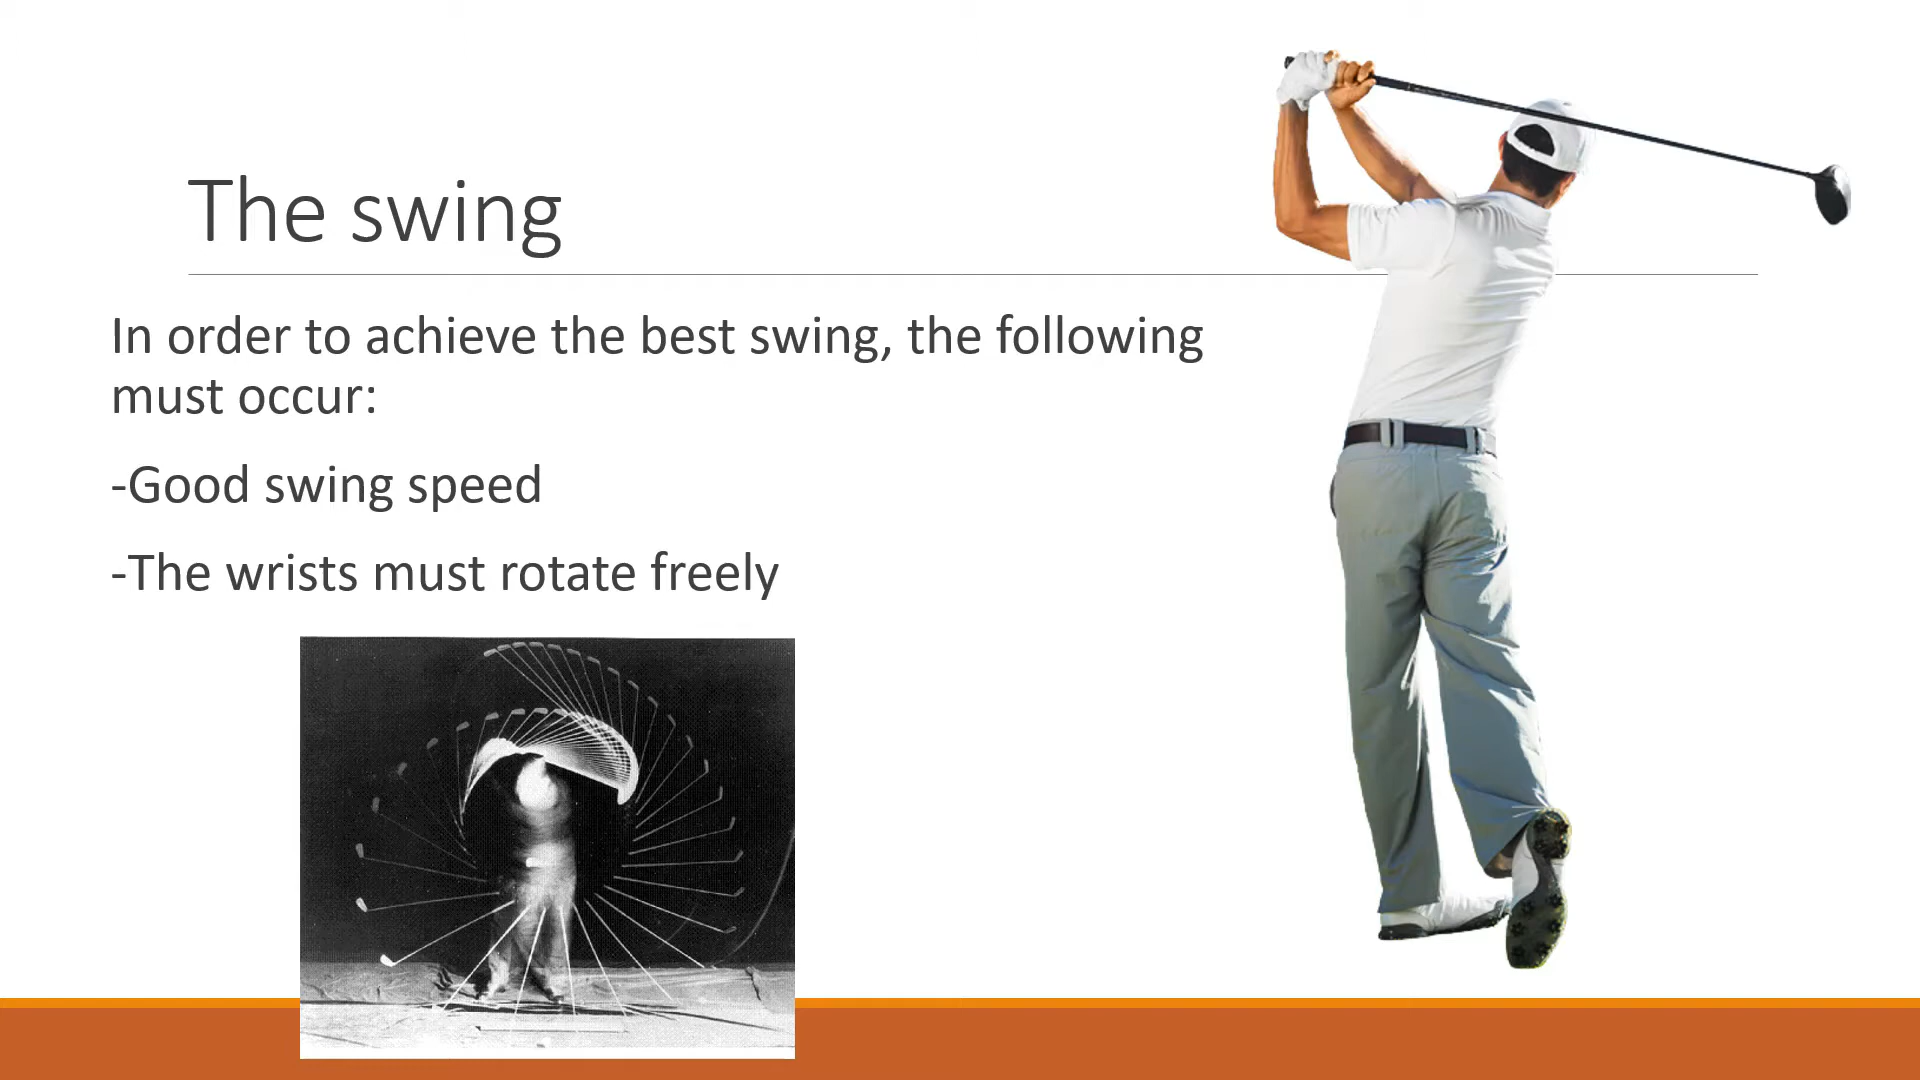 The swing
In order to achieve the best swing, the following
must occur:
-Good swing speed
-The wrists must rotate freely